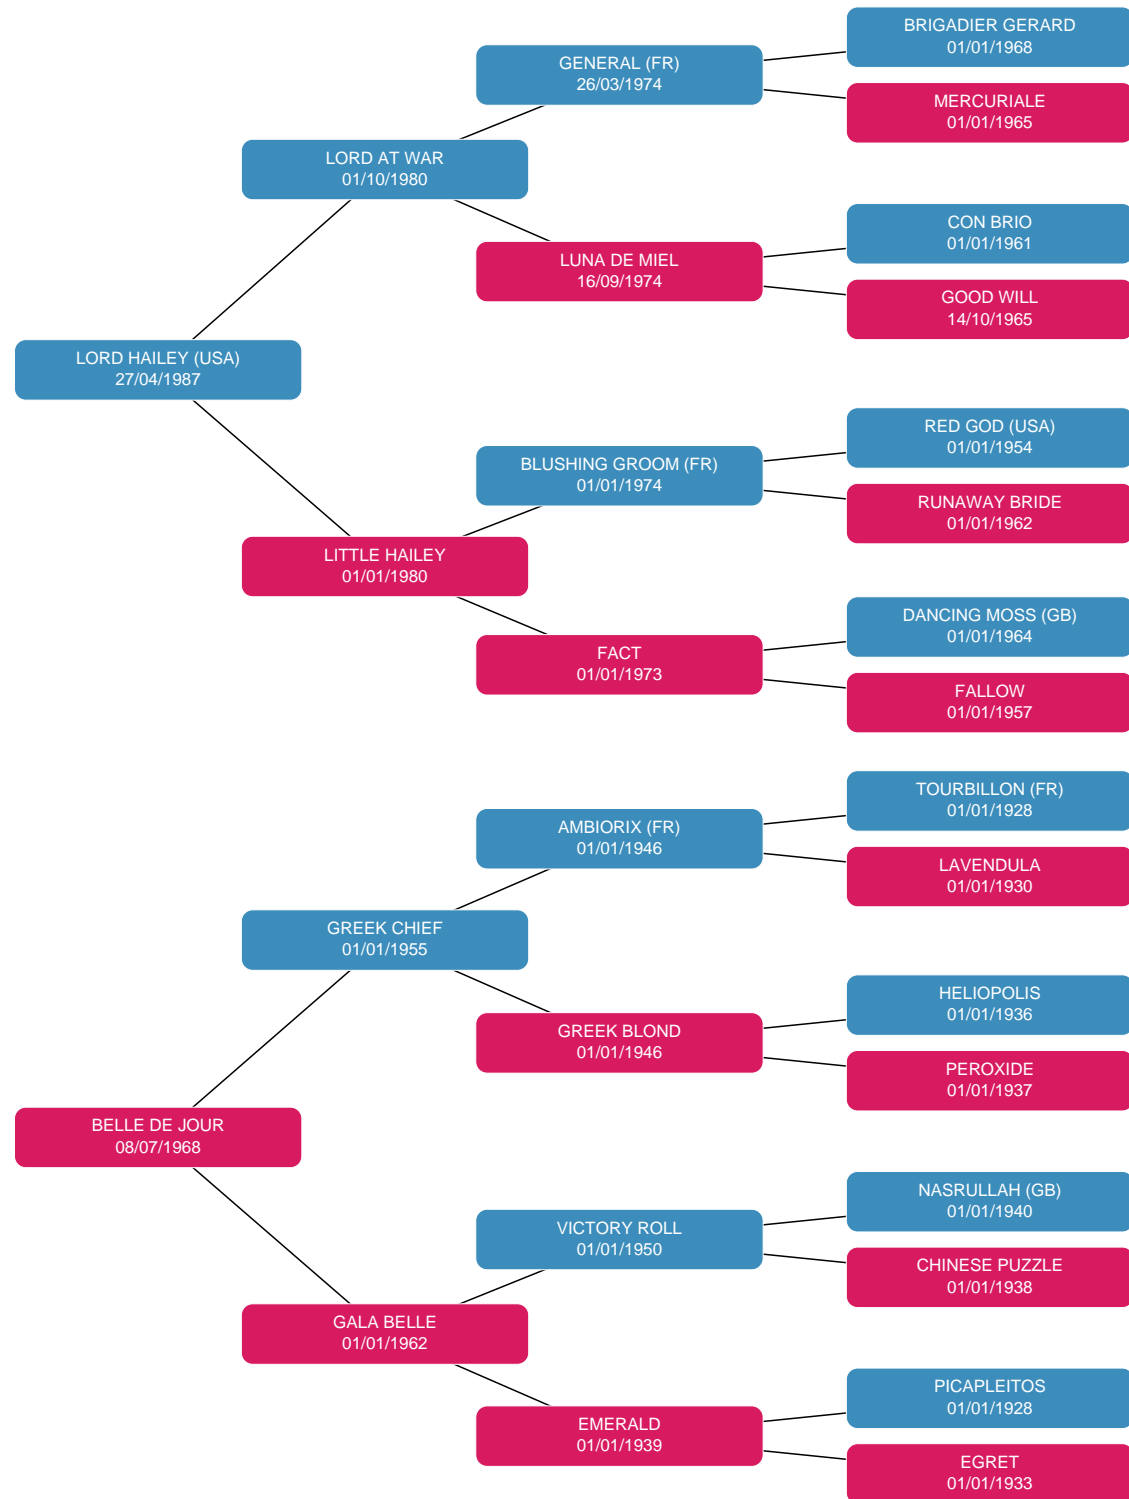 BRIGADIER GERARD
01/01/1968
GENERAL (FR)
26/03/1974
MERCURIALE
01/01/1965
LORD AT WAR
01/10/1980
CON BRIO
01/01/1961
LUNA DE MIEL
16/09/1974
GOOD WILL
14/10/1965
LORD HAILEY (USA)
27/04/1987
RED GOD (USA)
01/01/1954
BLUSHING GROOM (FR)
01/01/1974
RUNAWAY BRIDE
01/01/1962
LITTLE HAILEY
01/01/1980
DANCING MOSS (GB)
01/01/1964
FACT
01/01/1973
FALLOW
01/01/1957
TOURBILLON (FR)
01/01/1928
AMBIORIX (FR)
01/01/1946
LAVENDULA
01/01/1930
GREEK CHIEF
01/01/1955
HELIOPOLIS
01/01/1936
GREEK BLOND
01/01/1946
PEROXIDE
01/01/1937
BELLE DE JOUR
08/07/1968
NASRULLAH (GB)
01/01/1940
VICTORY ROLL
01/01/1950
CHINESE PUZZLE
01/01/1938
GALA BELLE
01/01/1962
PICAPLEITOS
01/01/1928
EMERALD
01/01/1939
EGRET
01/01/1933